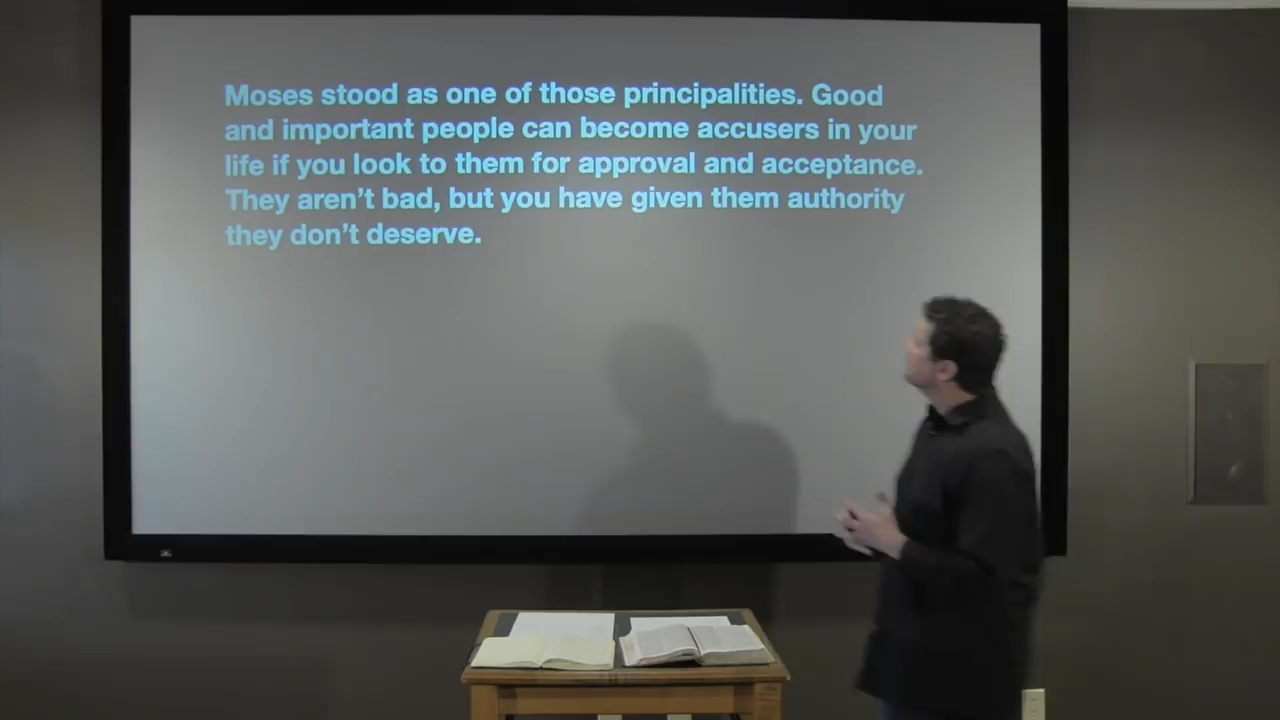 Moses stood as one of those principalities. Good
and important people can become accusers in your
life if you look to them for approval and acceptance.
They aren’t bad, but you have given them authority
they don’t deserve.